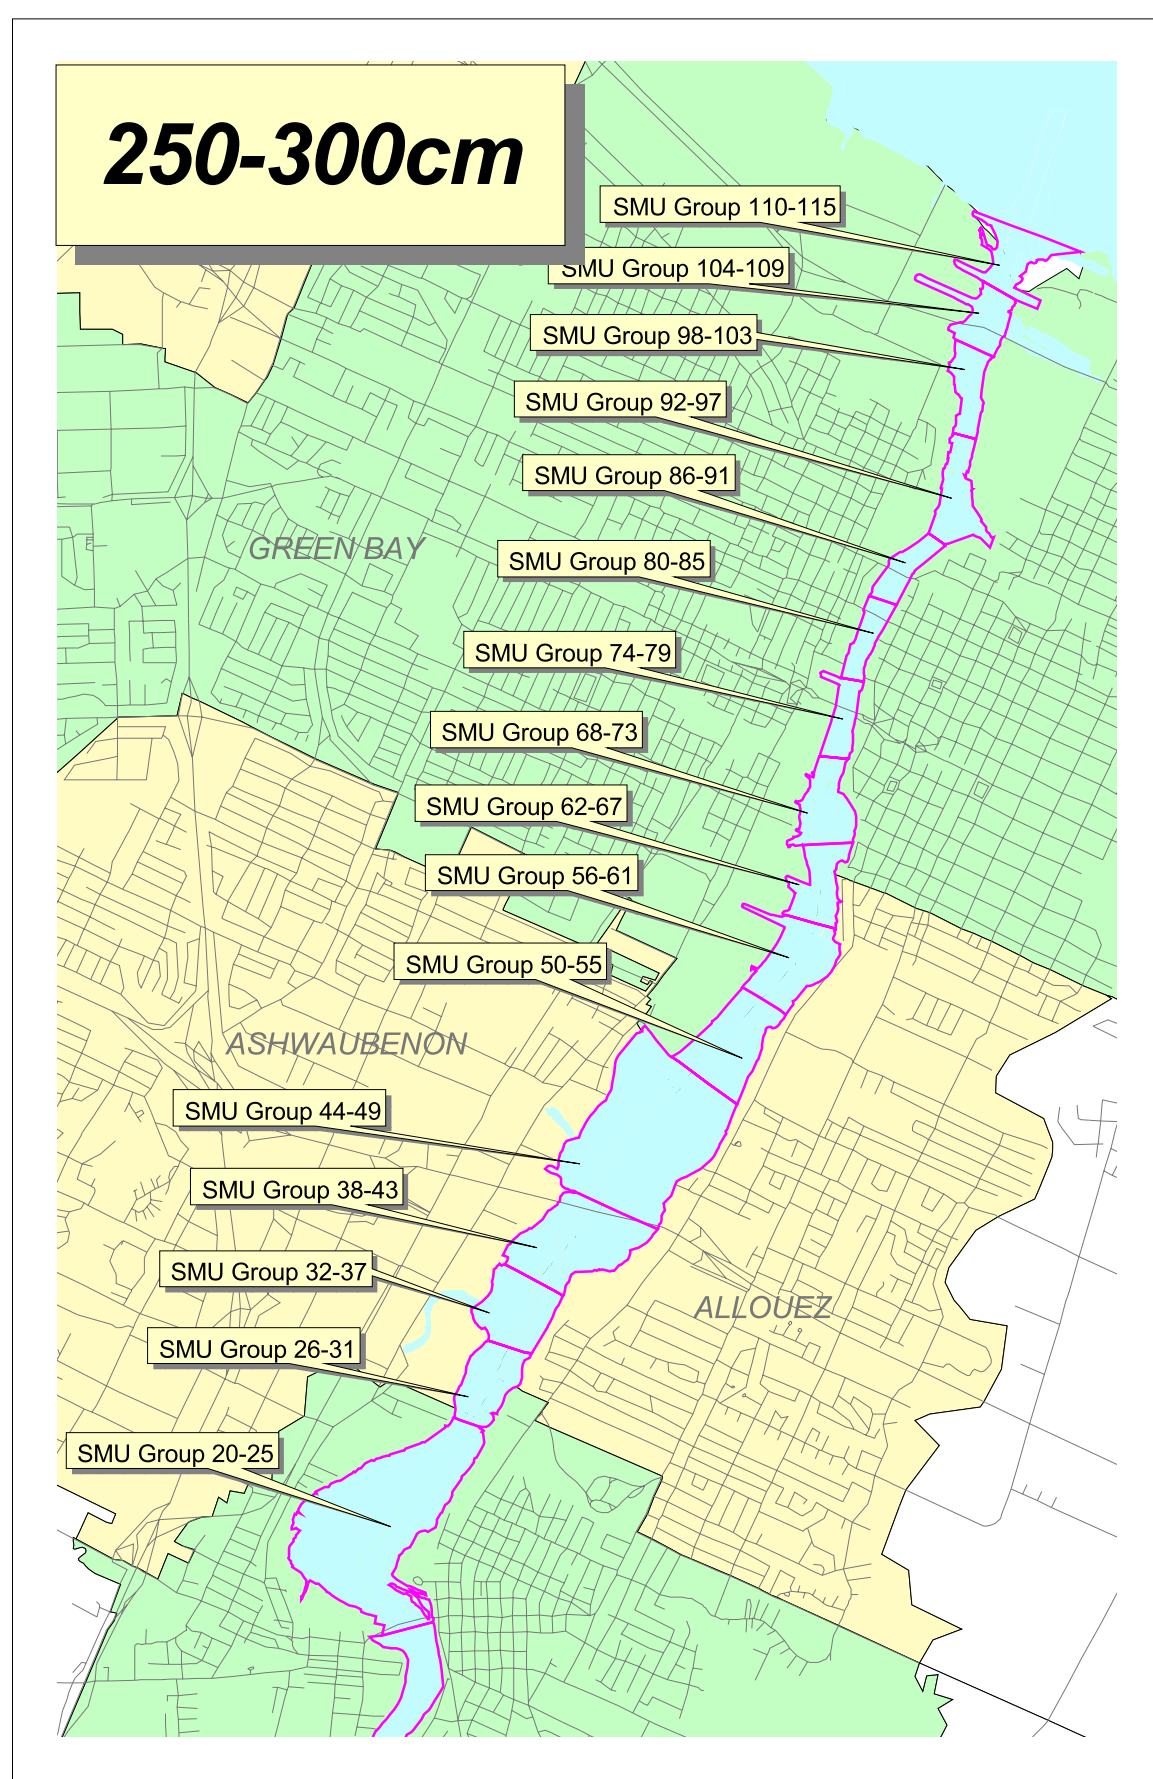 250-300cm
SMU Group 110-115
SMU Group 104-109
SMU Group 98-103
SMU Group 92-97
SMU Group 86-91
GREEN BAY
SMU Group 80-85
SMU Group 74-79
SMU Group 68-73
SMU Group 62-67
SMU Group 56-61
SMU Group 50-55
ASHWAUBENON
SMU Group 44-49
SMU Group 38-43
SMU Group 32-37
ALLOUEZ
SMU Group 26-31
SMU Group 20-25